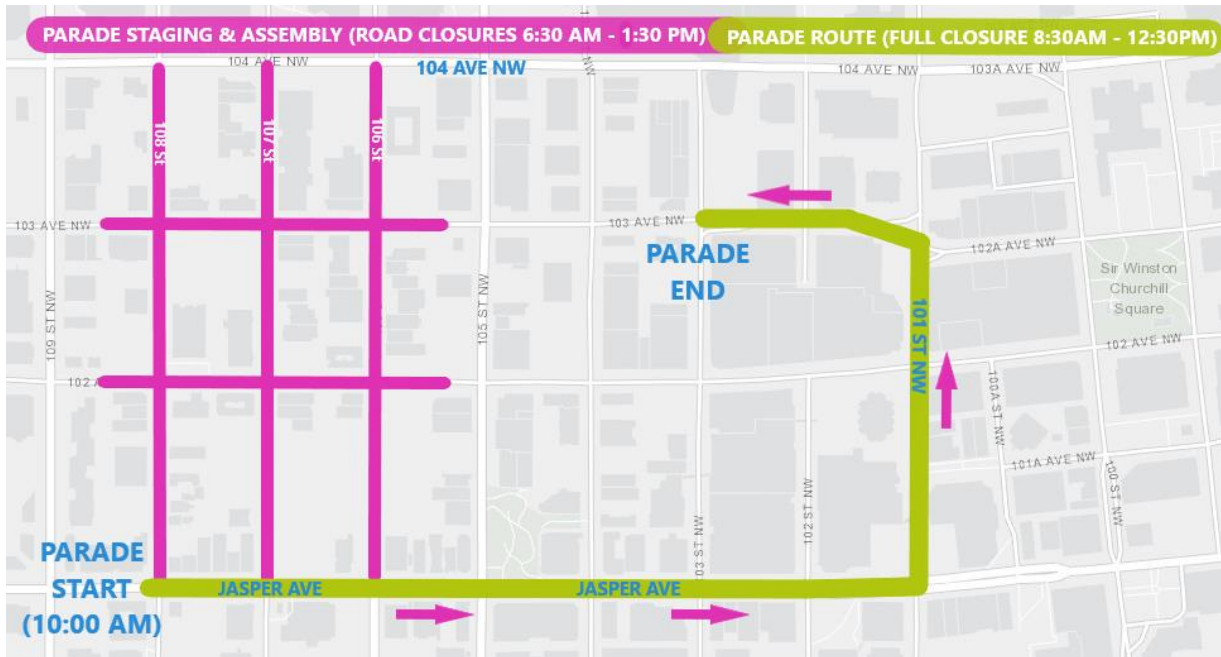 PARADE STAGING & ASSEMBLY (ROAD CLOSURES 6:30 AM - 1:30 PM)
PARADE ROUTE (FULL CLOSURE 8:30AM - 12:30PM)
104 AVE NW
104 AVE NW
104 AVE NW
103A AVE NW
108 St
107 St
106 St
103 AVE NW
103 AVE NW
102A AVE NW
PARADE
END
Sir Winston
Churchill
Square
109 ST NW
105 ST NW
101 ST NW
102 AVE NW
102
100A ST NW
101A AVE NW
100 ST NW
102 ST NW
03 ST NW
PARADE
START
(10:00 AM)
JASPER AVE
JASPER AVE